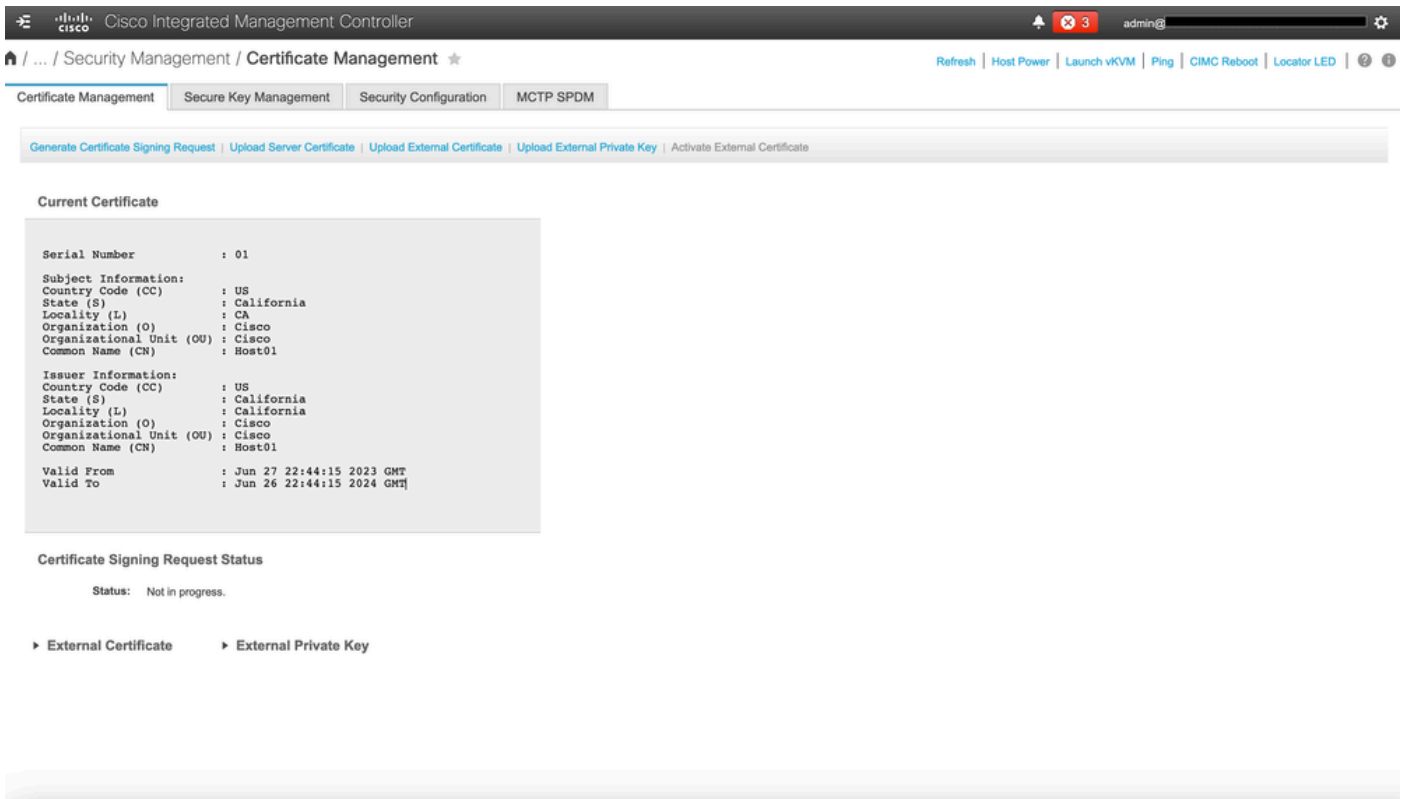 cisco Cisco Integrated Management Controller 3 admin@
/ ... / Security Management / Certificate Management Refresh | Host Power | Launch vKVM | Ping | CIMC Reboot | Locator LED | ? i
Certificate Management Secure Key Management Security Configuration MCTP SPDM
Generate Certificate Signing Request | Upload Server Certificate | Upload External Certificate | Upload External Private Key | Activate External Certificate
Current Certificate
Serial Number : 01
Subject Information:
Country Code (CC) : US
State (S) : California
Locality (L) : CA
Organization (O) : Cisco
Organizational Unit (OU) : Cisco
Common Name (CN) : Host01
Issuer Information:
Country Code (CC) : US
State (S) : California
Locality (L) : California
Organization (O) : Cisco
Organizational Unit (OU) : Cisco
Common Name (CN) : Host01
Valid From : Jun 27 22:44:15 2023 GMT
Valid To : Jun 26 22:44:15 2024 GMT
Certificate Signing Request Status
Status: Not in progress.
External Certificate External Private Key